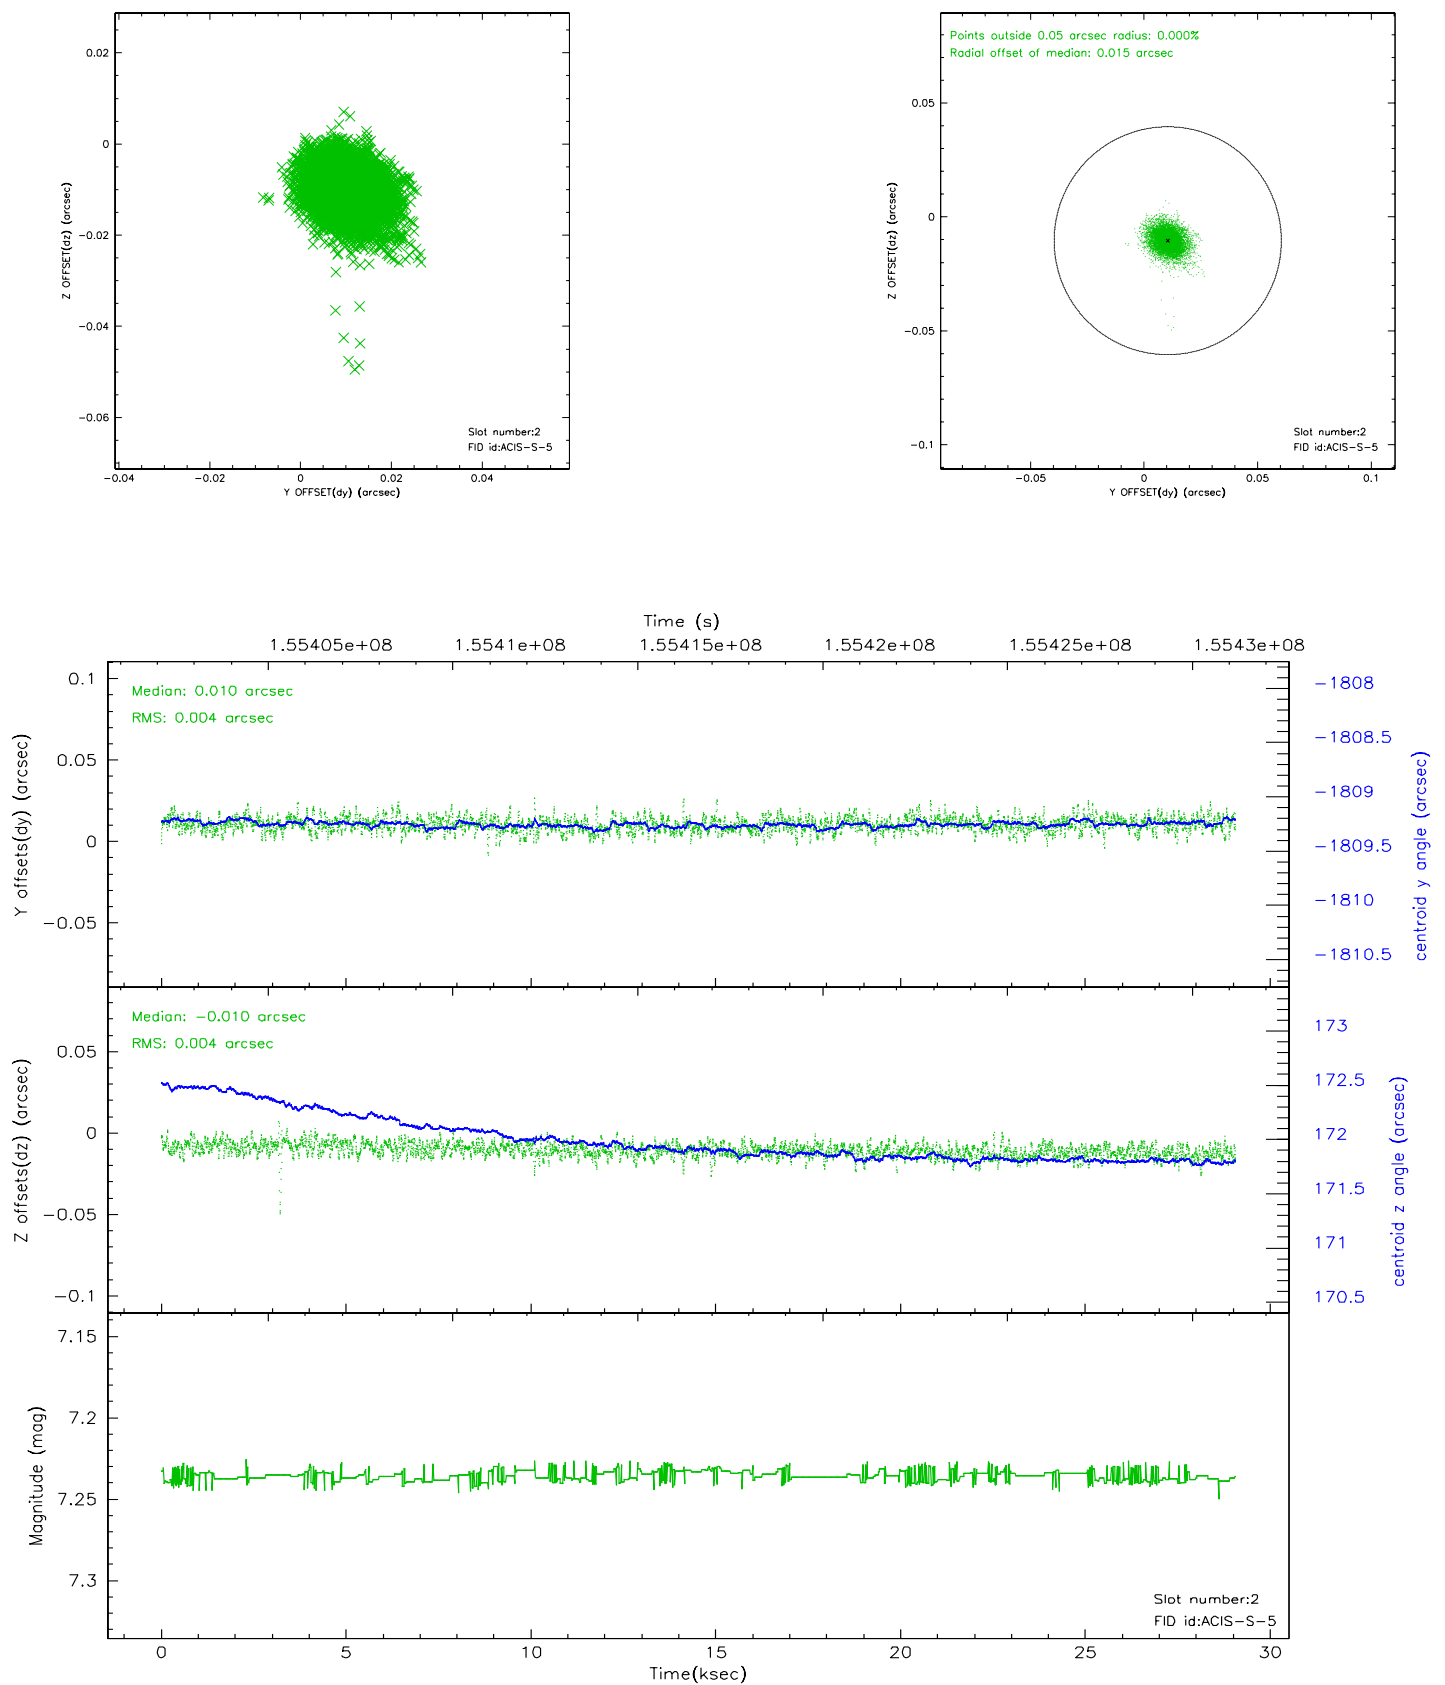 0.02
0
-0.02
-0.04
-0.06
Z OFFSET(dz) (arcsec)
Slot number:2
FID id:ACIS-S-5
-0.04 -0.02 0 0.02 0.04
Y OFFSET(dy) (arcsec)
Points outside 0.05 arcsec radius: 0.000%
Radial offset of median: 0.015 arcsec
0.05
0
-0.05
-0.1
Z OFFSET(dz) (arcsec)
Slot number:2
FID id:ACIS-S-5
-0.05 0 0.05 0.1
Y OFFSET(dy) (arcsec)
Time (s)
1.55405e+08 1.5541e+08 1.55415e+08 1.5542e+08 1.55425e+08 1.5543e+08
Median: 0.010 arcsec
RMS: 0.004 arcsec
0.1
0.05
0
-0.05
Y offsets(dy) (arcsec)
-1808
-1808.5
-1809
-1809.5
-1810
-1810.5
centroid y angle (arcsec)
Median: -0.010 arcsec
RMS: 0.004 arcsec
0.05
0
-0.05
-0.1
Z offsets(dz) (arcsec)
173
172.5
172
171.5
171
170.5
centroid z angle (arcsec)
7.15
7.2
7.25
7.3
Magnitude (mag)
Slot number:2
FID id:ACIS-S-5
0 5 10 15 20 25 30
Time(ksec)